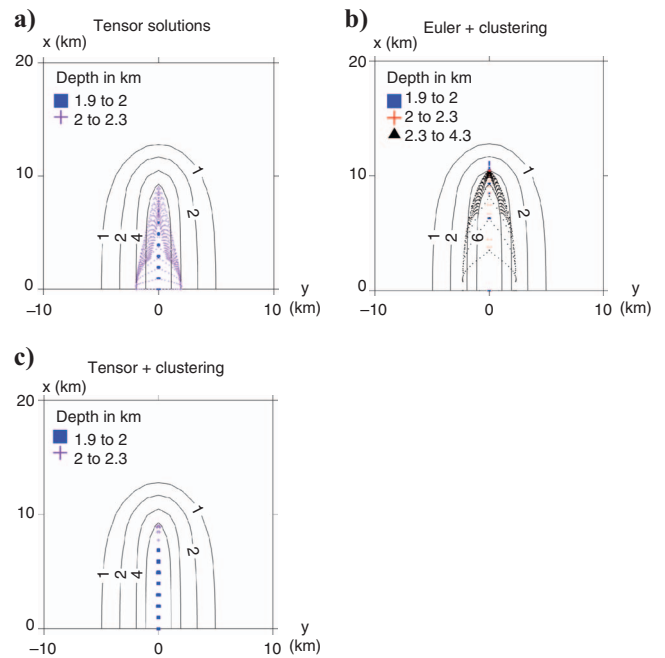 a)
Tensor solutions
x (km)
20
Depth in km
1.9 to 2
2 to 2.3
10
1
1 2 4
2
0
−10
0
10
y
(km)
b)
Euler + clustering
x (km)
20
Depth in km
1.9 to 2
2 to 2.3
2.3 to 4.3
10
1
1 2 6
2
0
−10
0
10
y
(km)
c)
Tensor + clustering
x (km)
20
Depth in km
1.9 to 2
2 to 2.3
10
1
1 2 4
2
0
−10
0
10
y
(km)